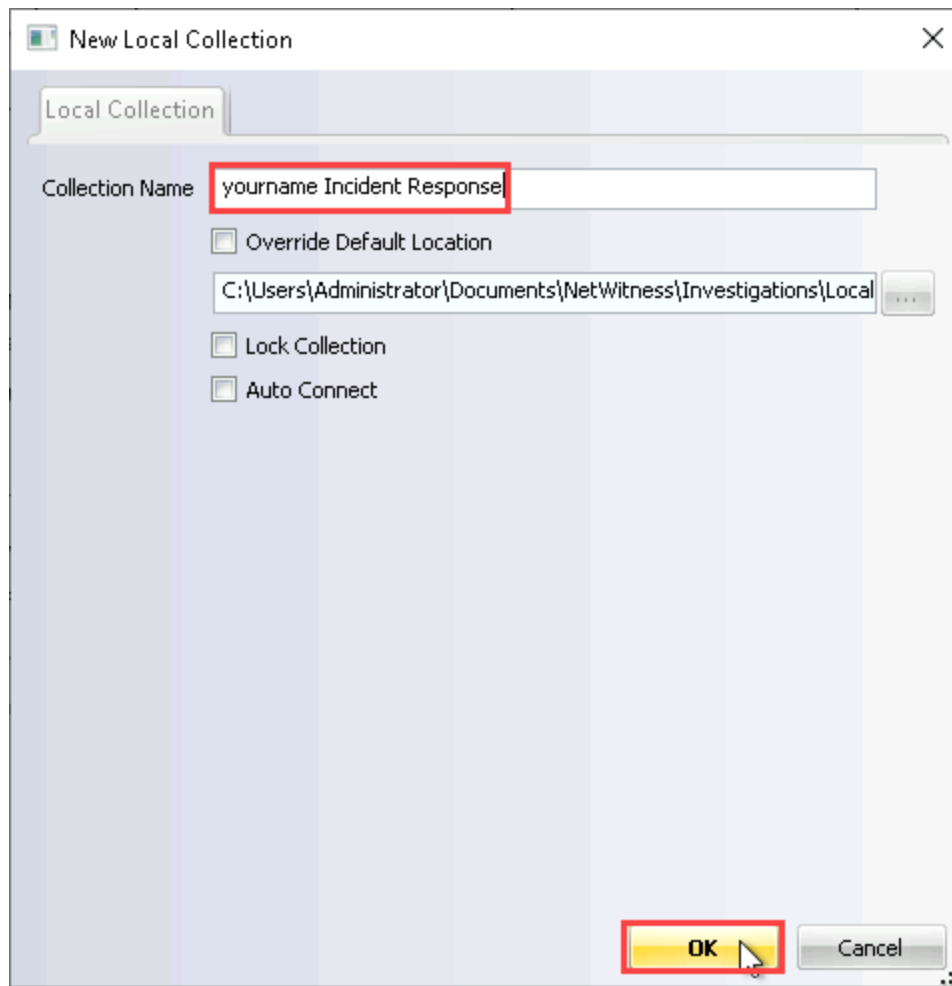 New Local Collection
Local Collection
Collection Name yourname Incident Response
Override Default Location
C:\Users\Administrator\Documents\NetWitness\Investigations\Local ...
Lock Collection
Auto Connect
OK Cancel